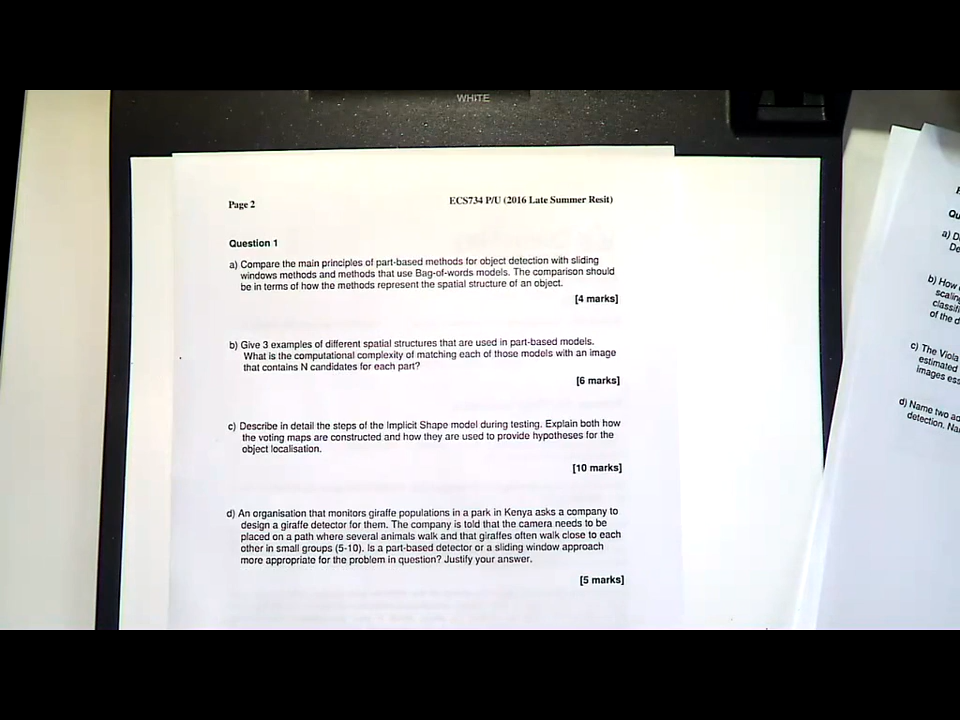 WHITE
Page 2
ECS734 P/U (2016 Late Summer Resit)
Question 1
a) Compare the main principles of part-based methods for object detection with sliding
windows methods and methods that use Bag-of-words models. The comparison should
be in terms of how the methods represent the spatial structure of an object.
[4 marks]
b) Give 3 examples of different spatial structures that are used in part-based models.
What is the computational complexity of matching each of those models with an image
that contains N candidates for each part?
[6 marks]
c) Describe in detail the steps of the Implicit Shape model during testing. Explain both how
the voting maps are constructed and how they are used to provide hypotheses for the
object localisation.
[10 marks]
d) An organisation that monitors giraffe populations in a park in Kenya asks a company to
design a giraffe detector for them. The company is told that the camera needs to be
placed on a path where several animals walk and that giraffes often walk close to each
other in small groups (5-10). Is a part-based detector or a sliding window approach
more appropriate for the problem in question? Justify your answer.
[5 marks]
a)
b) How
of the
c) The Viola
estimated
images
d) Name two
detection.